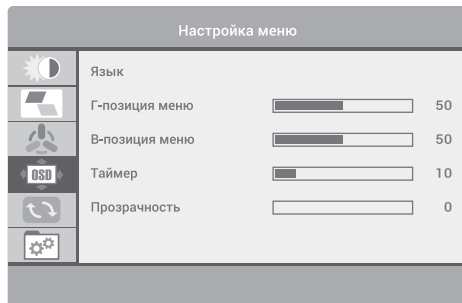 Настройка меню
Язык
Г-позиция меню 50
В-позиция меню 50
OSD Таймер 10
Прозрачность 0